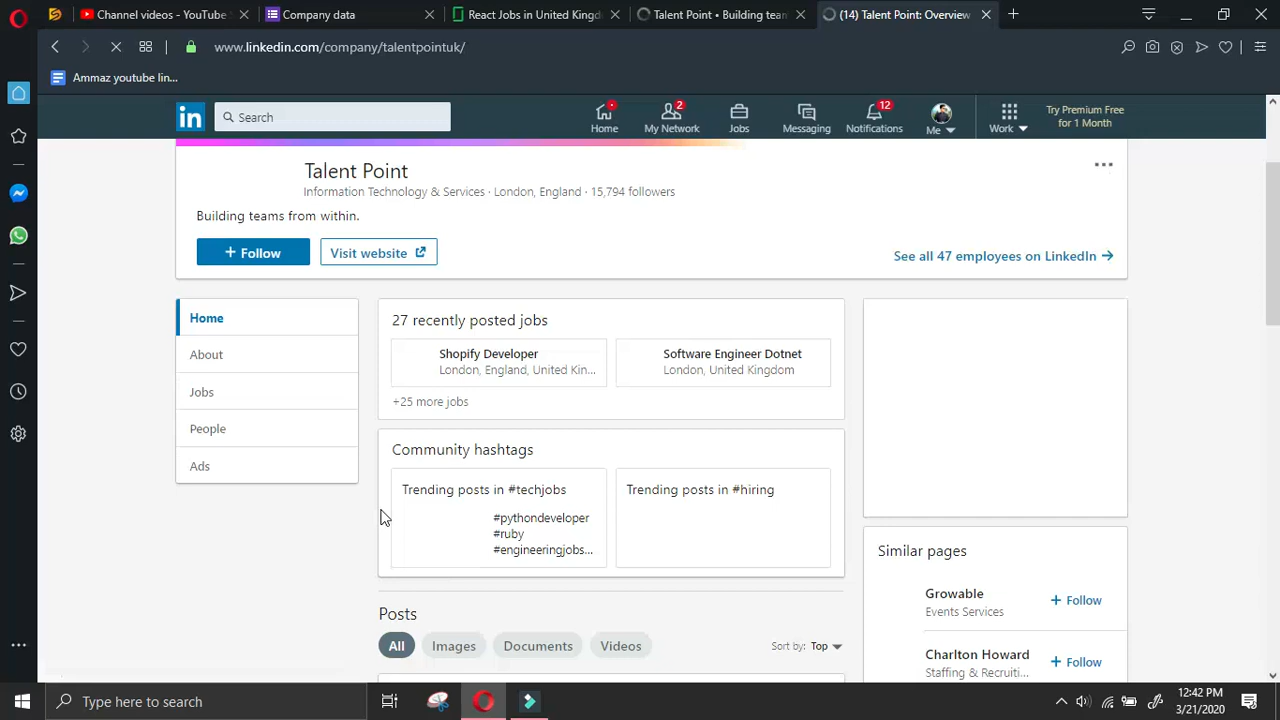 Channel videos - YouTube S
Company data
React Jobs in United Kingd
Talent Point • Building team
(14) Talent Point: Overview
www.linkedin.com/company/talentpointuk/
Ammaz youtube lin...
in
Search
Home
2
My Network
Jobs
Messaging
12
Notifications
Me
Work
Try Premium Free
for 1 Month
Talent Point
Information Technology & Services · London, England · 15,794 followers
Building teams from within.
+ Follow
Visit website
See all 47 employees on LinkedIn →
Home
About
Jobs
People
Ads
27 recently posted jobs
Shopify Developer
London, England, United Kin...
Software Engineer Dotnet
London, United Kingdom
+25 more jobs
Community hashtags
Trending posts in #techjobs
#pythondeveloper
#ruby
#engineeringjobs...
Trending posts in #hiring
Posts
All
Images
Documents
Videos
Sort by: Top
Similar pages
Growable
Events Services
+ Follow
Charlton Howard
Staffing & Recruiti...
+ Follow
Type here to search
12:42 PM
3/21/2020